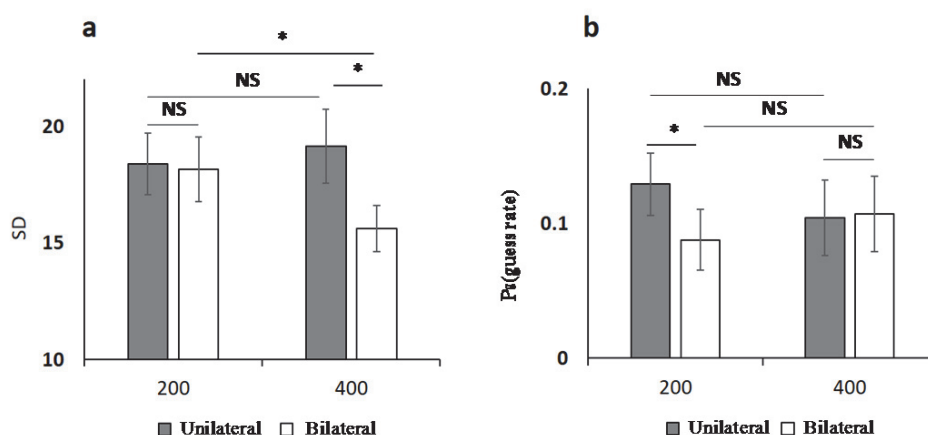 a
*
*
NS
NS
20
15
10
SD
200
400
Unilateral
Bilateral
b
NS
0.2
NS
*
NS
0.1
0
(guess rate)
200
400
Unilateral
Bilateral